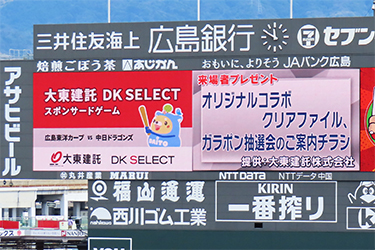 三井住友海上 広島銀行 セブン
焙煎ごぼう茶 あじかん おもいに、よりそう JAバンク広島
アサヒビール
大東建託 DK SELECT
スポンサードゲーム
MITO
広島東洋カープ VS 中日ドラゴンズ
大東建託 DK SELECT
来場者プレゼント
オリジナルコラボ
クリアファイル、
ガラポン抽選会のご案内チラシ
提供・大東建託株式会社
丸井産業 MARUI NTT DATA NTTデータ中国
福山通運 KIRIN
西川ゴム工業 一番搾り